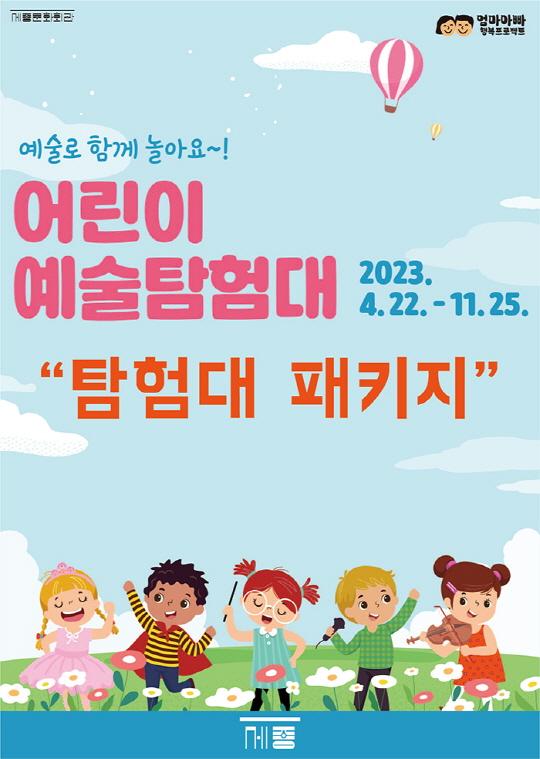 세종문화회관
엄마아빠
행복프로젝트
예술로 함께 놀아요~!
어린이
예술탐험대
2023.
4.22.-11.25.
“탐험대 패키지”
세종